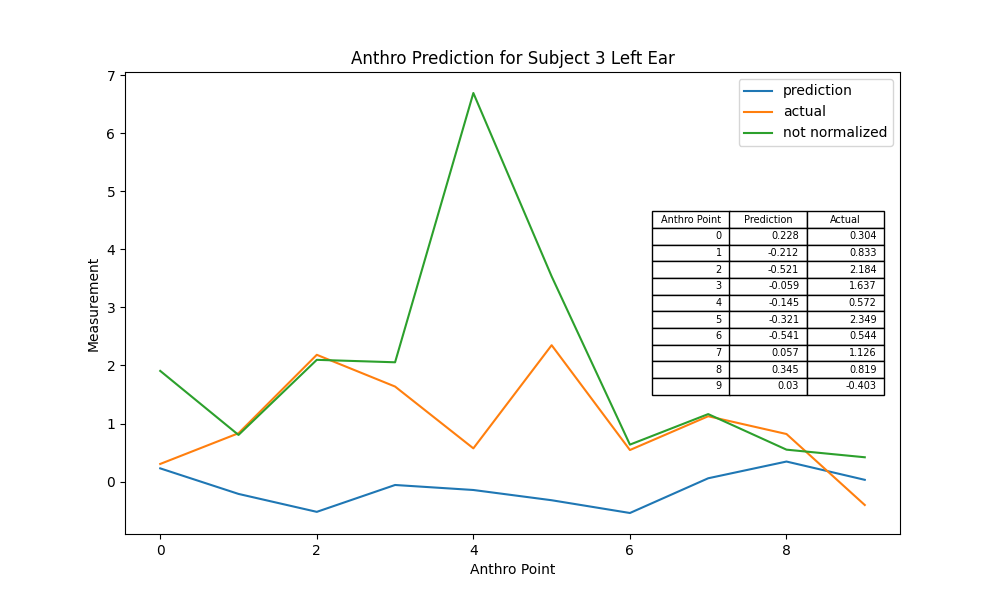 Anthro Prediction for Subject 3 Left Ear
7
6
5
4
3
2
1
0
Measurement
prediction
actual
not normalized
Anthro Point Prediction Actual
0 0.228 0.304
1 -0.212 0.833
2 -0.521 2.184
3 -0.059 1.637
4 -0.145 0.572
5 -0.321 2.349
6 -0.541 0.544
7 0.057 1.126
8 0.345 0.819
9 0.03 -0.403
0 2 4 6 8
Anthro Point